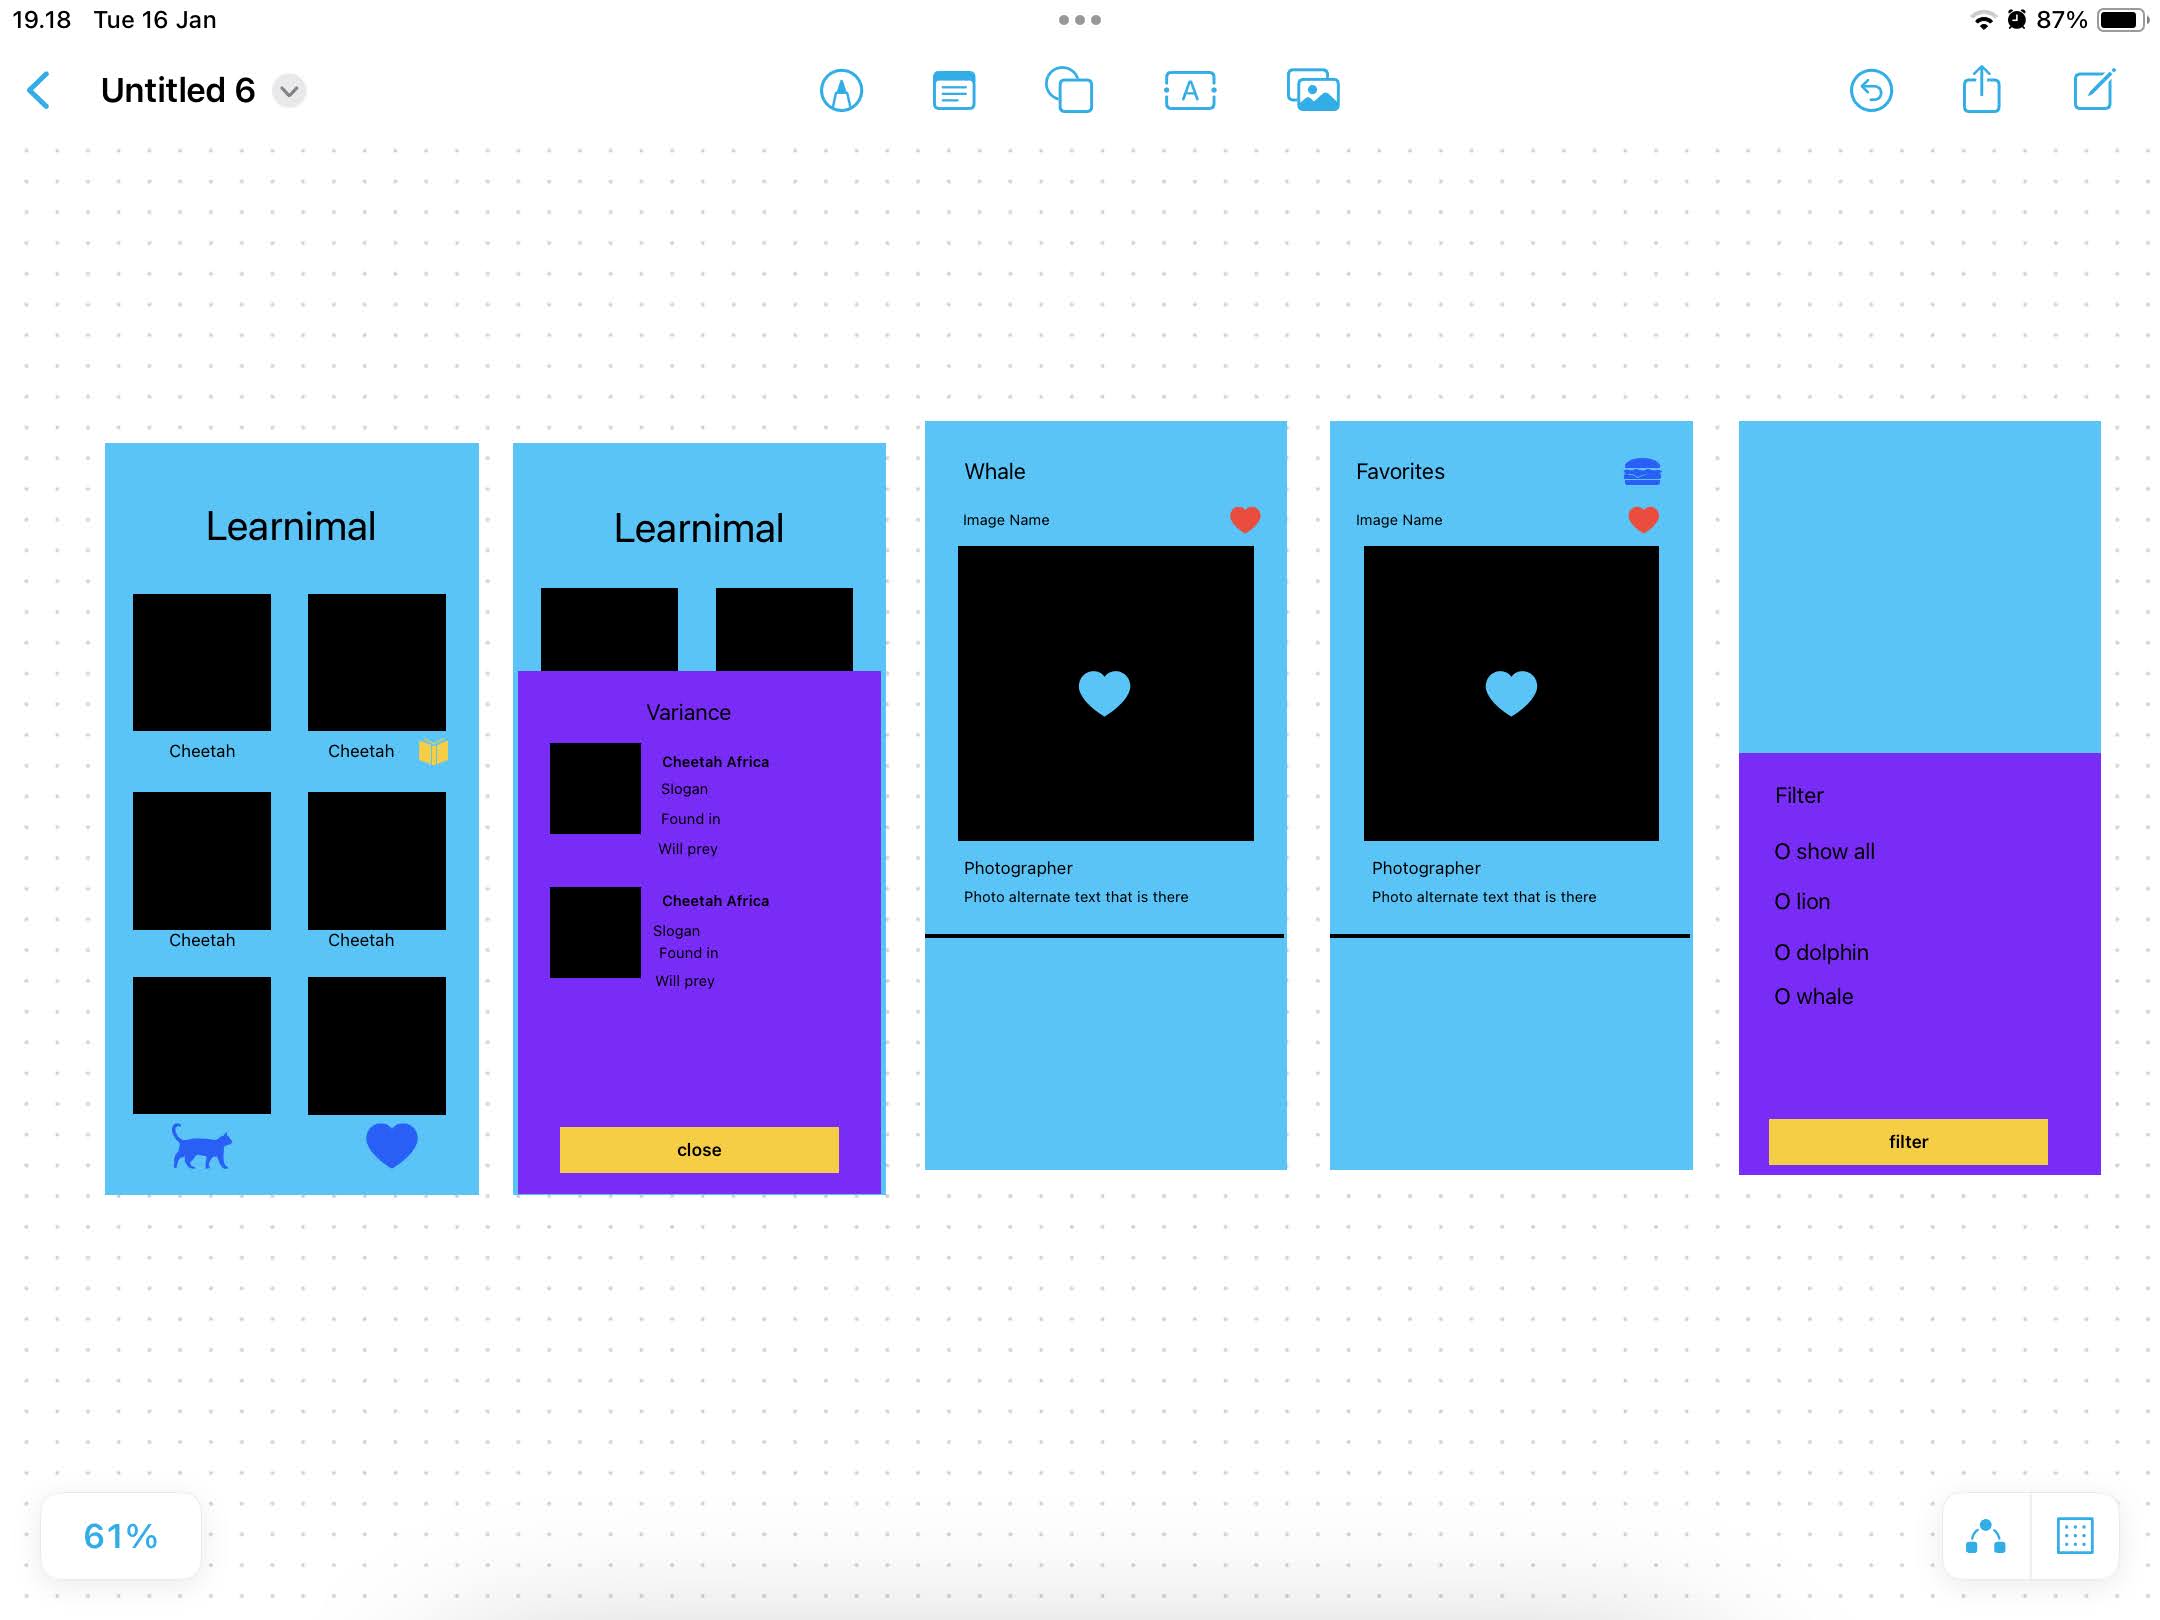 19.18 Tue 16 Jan
87%
Untitled 6
A
Learnimal
Cheetah
Cheetah
Cheetah
Cheetah
Learnimal
Variance
Cheetah Africa
Slogan
Found in
Will prey
Cheetah Africa
Slogan
Found in
Will prey
close
Whale
Image Name
Photographer
Photo alternate text that is there
Favorites
Image Name
Photographer
Photo alternate text that is there
Filter
O show all
O lion
O dolphin
O whale
filter
61%